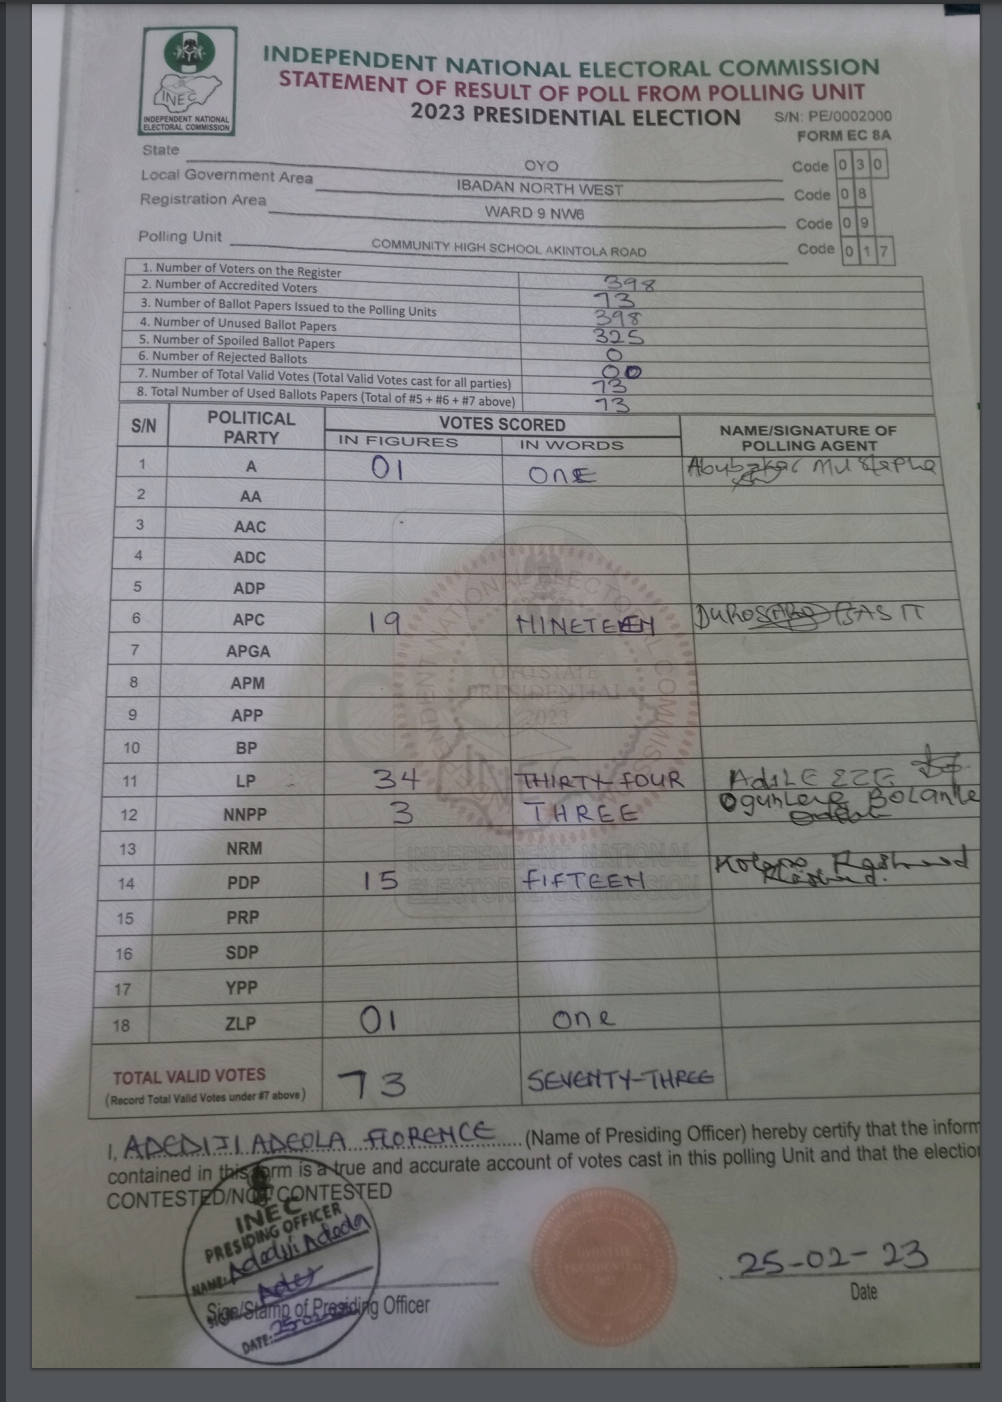 INDEPENDENT NATIONAL ELECTORAL COMMISSION
STATEMENT OF RESULT OF POLL FROM POLLING UNIT
2023 PRESIDENTIAL ELECTION
S/N: PE/0002000
FORM EC 8A
INEC
INDEPENDENT NATIONAL
ELECTORAL COMMISSION
State OYO Code 0 3 0
Local Government Area IBADAN NORTH WEST Code 0 8
Registration Area WARD 9 NW6 Code 0 9
Polling Unit COMMUNITY HIGH SCHOOL AKINTOLA ROAD Code 0 1 7
1. Number of Voters on the Register 398
2. Number of Accredited Voters 73
3. Number of Ballot Papers Issued to the Polling Units 398
4. Number of Unused Ballot Papers 325
5. Number of Spoiled Ballot Papers 0
6. Number of Rejected Ballots 00
7. Number of Total Valid Votes (Total Valid Votes cast for all parties) 73
8. Total Number of Used Ballots Papers (Total of #5 + #6 + #7 above) 73
S/N POLITICAL PARTY VOTES SCORED NAME/SIGNATURE OF POLLING AGENT
IN FIGURES IN WORDS
1 A 01 ONE Abubakar Mustapha
2 AA
3 AAC
4 ADC
5 ADP
6 APC 19 NINETEEN
7 APGA
8 APM
9 APP
10 BP
11 LP 34 THIRTY-FOUR
12 NNPP 3 THREE
13 NRM
14 PDP 15 FIFTEEN Rasheed
15 PRP
16 SDP
17 YPP
18 ZLP 01 one
TOTAL VALID VOTES 73 SEVENTY-THREE
(Record Total Valid Votes under #7 above)
I, ADEDIJI ADEOLA FLORENCE (Name of Presiding Officer) hereby certify that the inform
contained in this form is a true and accurate account of votes cast in this polling Unit and that the election
CONTESTED/NOT CONTESTED
INEC
PRESIDING OFFICER
NAME: Adediji Adeola
25-02-23
Date
Sign/Stamp of Presiding Officer
DATE: 25-02-